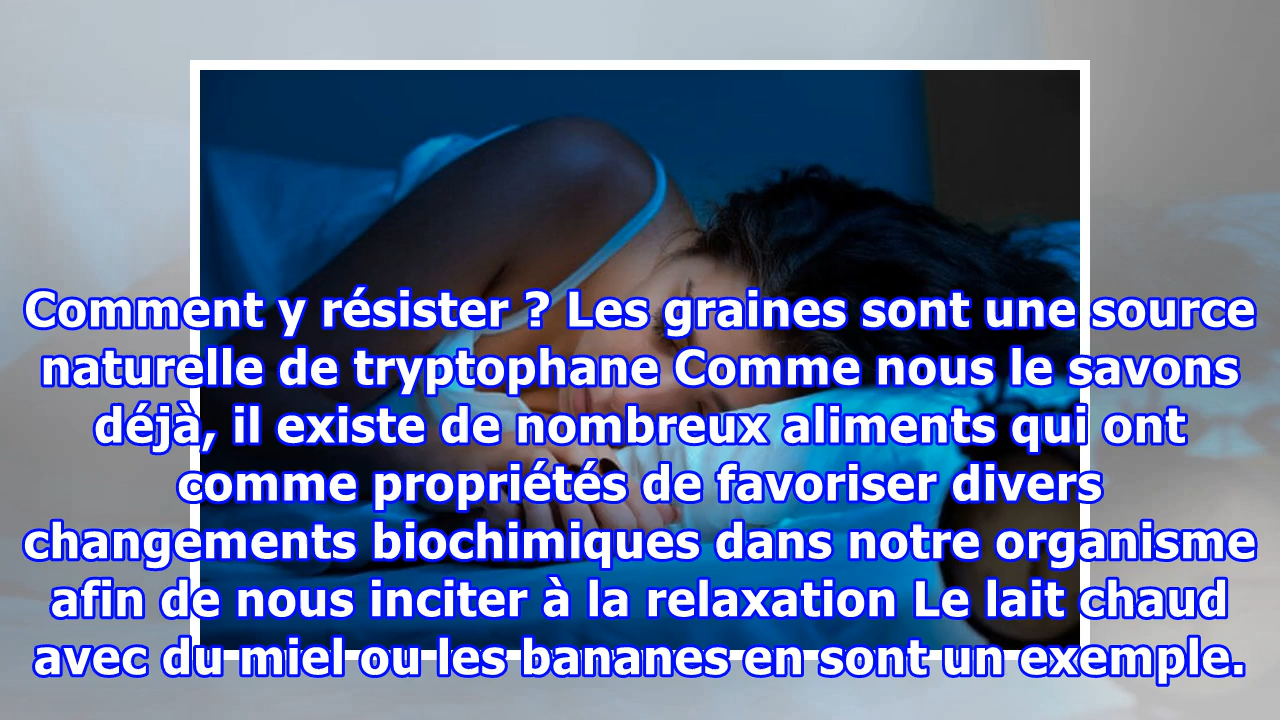 Comment y résister ? Les graines sont une source
naturelle de tryptophane Comme nous le savons
déjà, il existe de nombreux aliments qui ont
comme propriétés de favoriser divers
changements biochimiques dans notre organisme
afin de nous inciter à la relaxation Le lait chaud
avec du miel ou les bananes en sont un exemple.